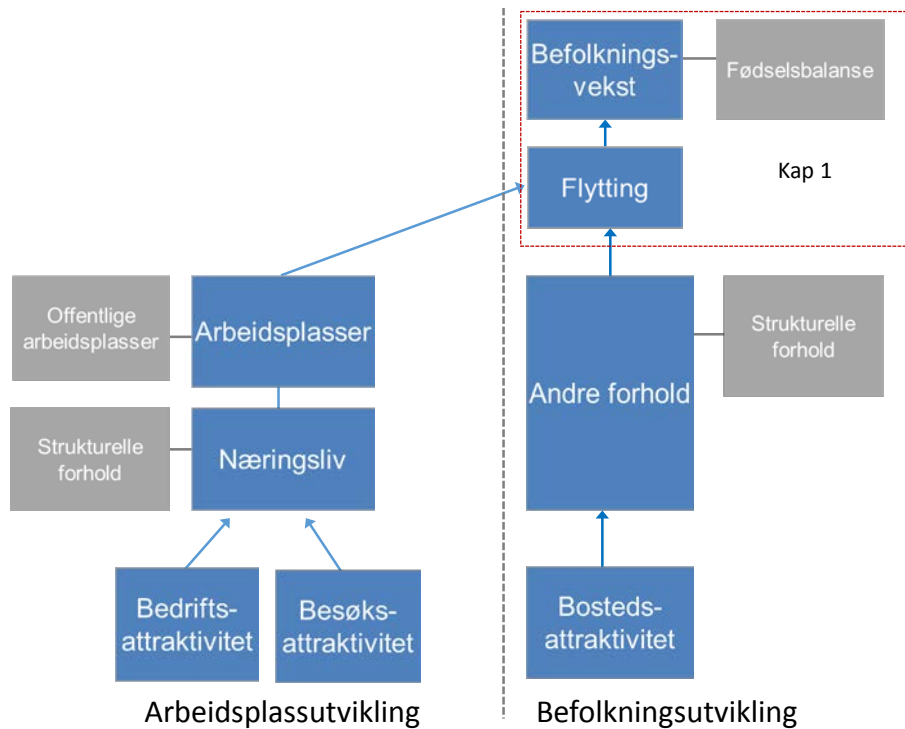 Befolknings-
vekst
Fødselsbalanse
Kap 1
Flytting
Offentlige
arbeidsplasser
Arbeidsplasser
Strukturelle
forhold
Andre forhold
Strukturelle
forhold
Næringsliv
Bedrifts-
attraktivitet
Besøks-
attraktivitet
Bosteds-
attraktivitet
Arbeidsplassutvikling
Befolkningsutvikling